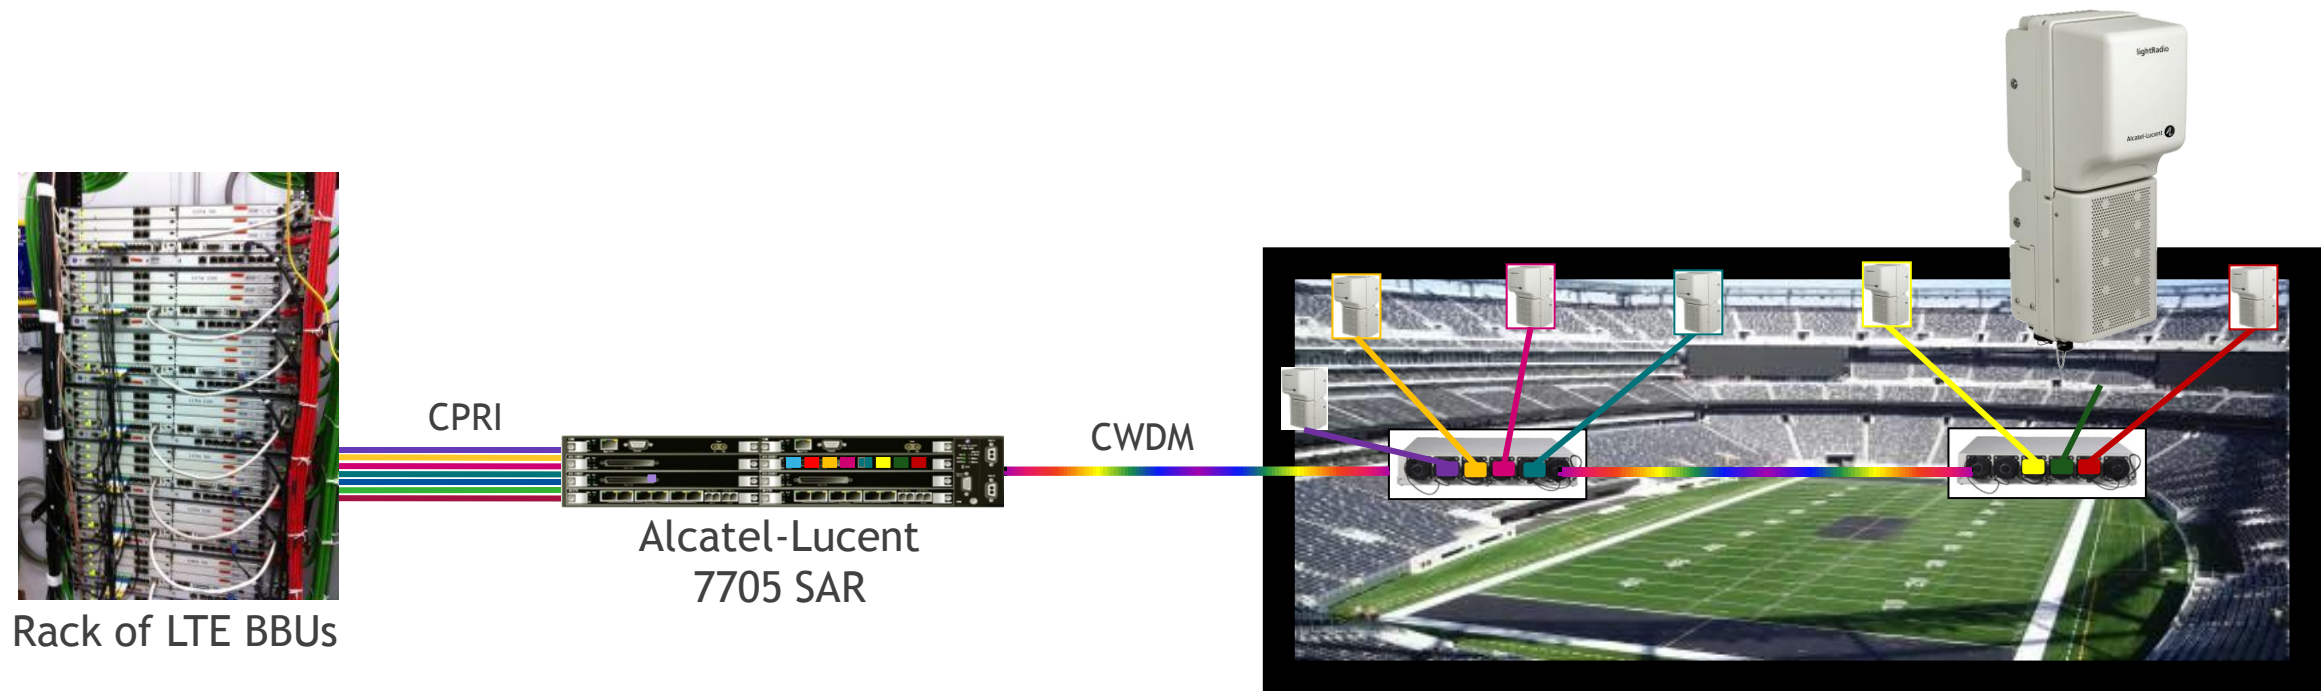 lightRadio
Alcatel-Lucent
CPRI
CWDM
Alcatel-Lucent
7705 SAR
Rack of LTE BBUs